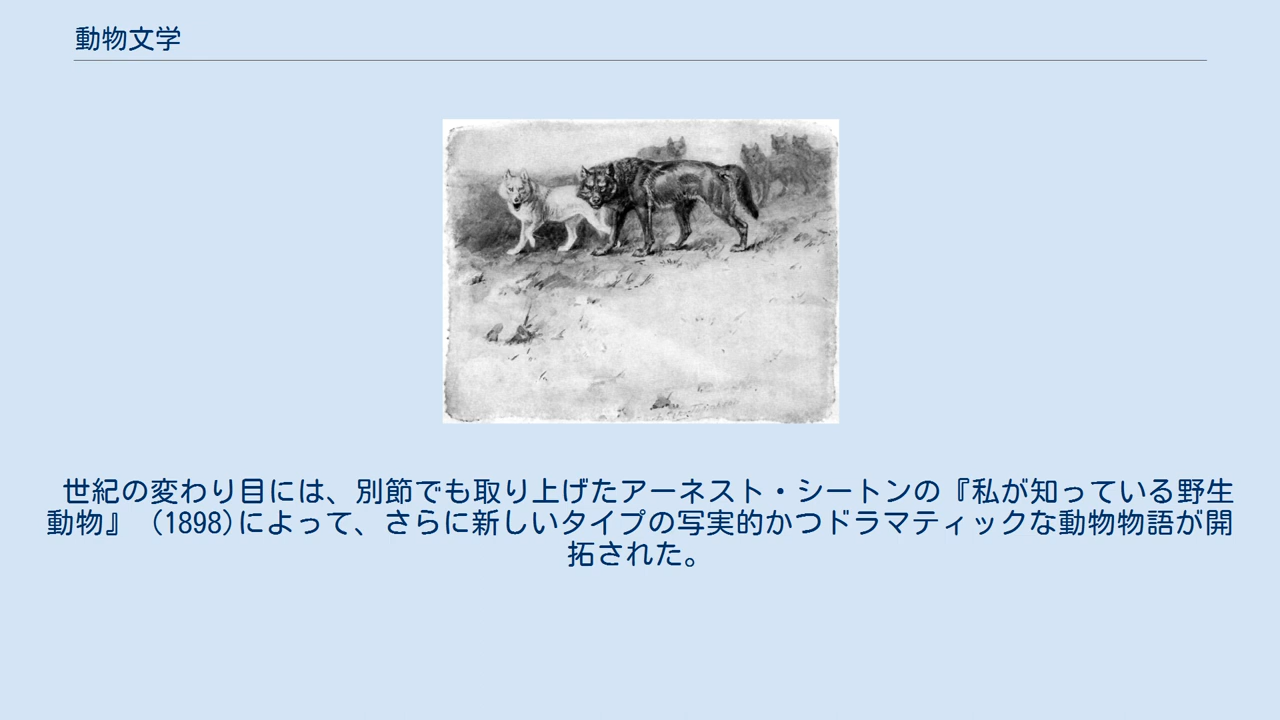 動物文学
世紀の変わり目には、別節でも取り上げたアーネスト・シートンの『私が知っている野生
動物』（1898)によって、さらに新しいタイプの写実的かつドラマティックな動物物語が開
拓された。